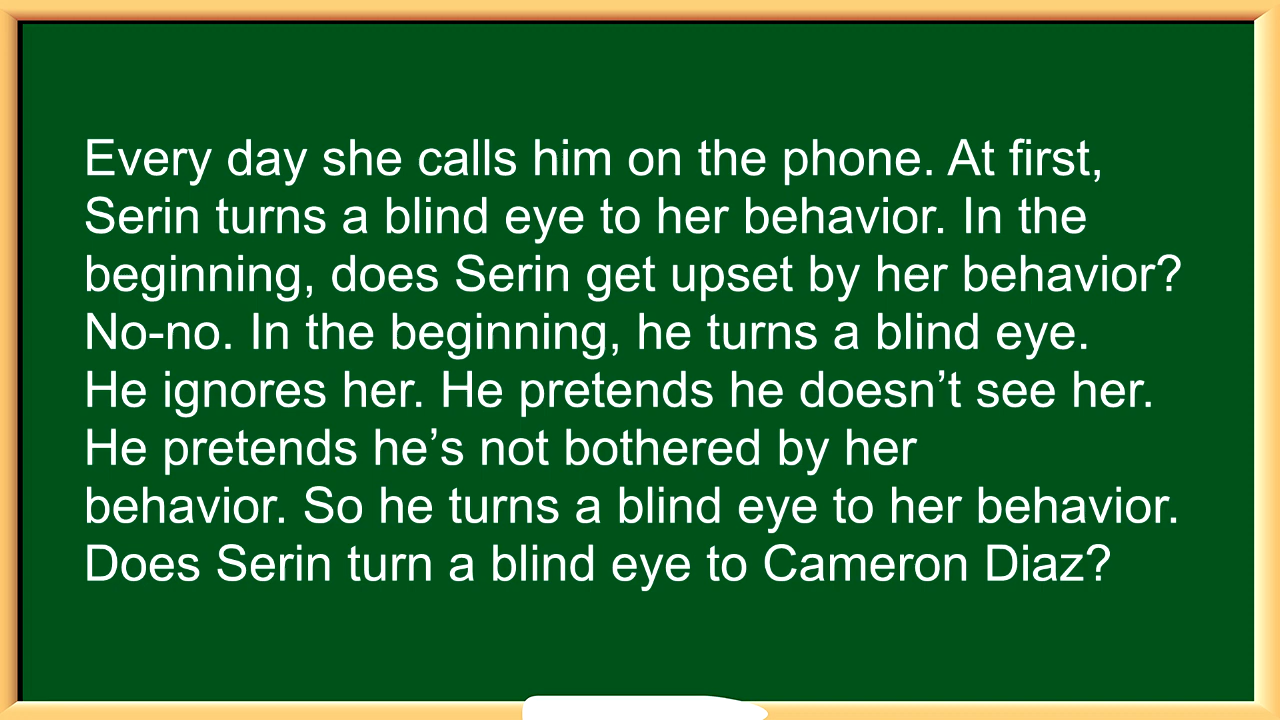 Every day she calls him on the phone. At first,
Serin turns a blind eye to her behavior. In the
beginning, does Serin get upset by her behavior?
No-no. In the beginning, he turns a blind eye.
He ignores her. He pretends he doesn’t see her.
He pretends he’s not bothered by her
behavior. So he turns a blind eye to her behavior.
Does Serin turn a blind eye to Cameron Diaz?